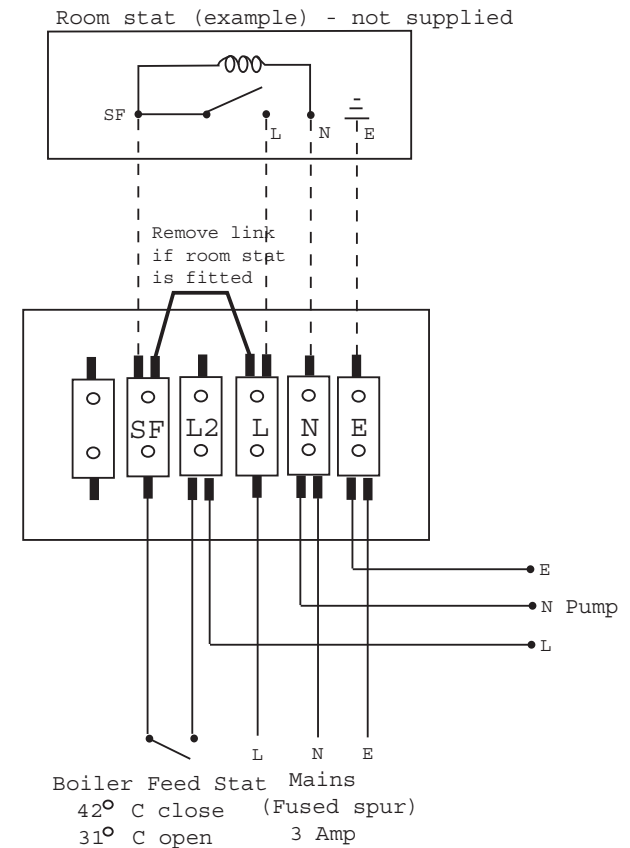 Room stat (example) - not supplied
SF
L
N
E
Remove link
if room stat
is fitted
SF
L2
L
N
E
E
N Pump
L
L
N
E
Boiler Feed Stat
42° C close
31° C open
Mains
(Fused spur)
3 Amp